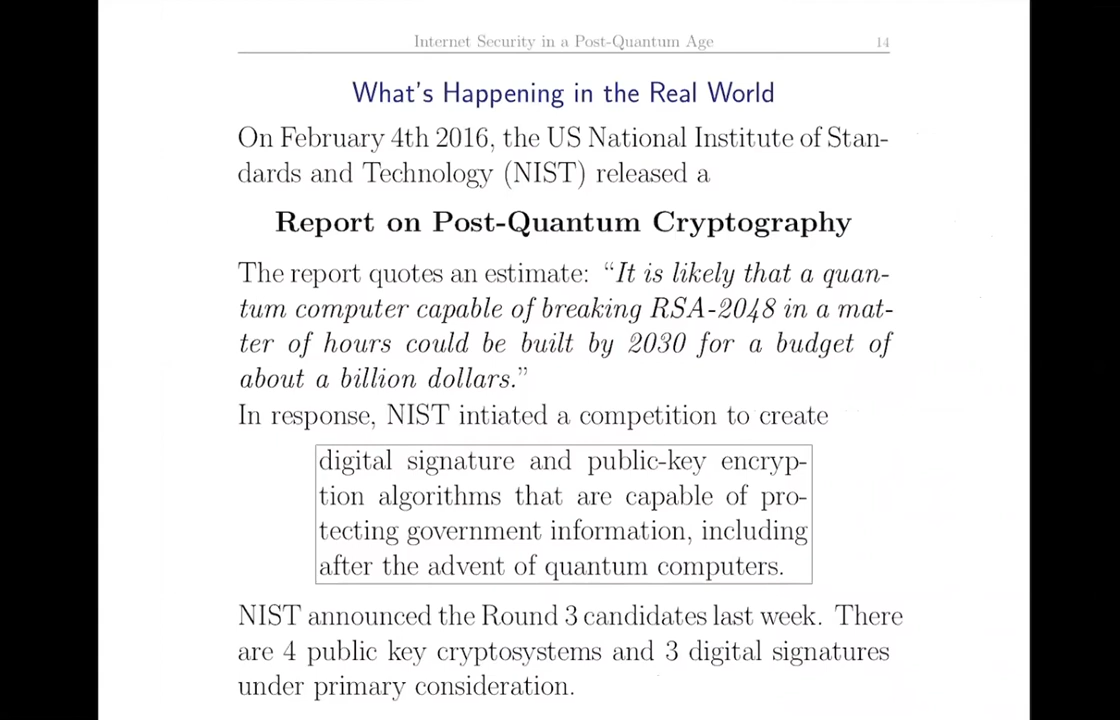 Internet Security in a Post-Quantum Age 14
What's Happening in the Real World
On February 4th 2016, the US National Institute of Stan-
dards and Technology (NIST) released a
Report on Post-Quantum Cryptography
The report quotes an estimate: “It is likely that a quan-
tum computer capable of breaking RSA-2048 in a mat-
ter of hours could be built by 2030 for a budget of
about a billion dollars.”
In response, NIST intiated a competition to create
digital signature and public-key encryp-
tion algorithms that are capable of pro-
tecting government information, including
after the advent of quantum computers.
NIST announced the Round 3 candidates last week. There
are 4 public key cryptosystems and 3 digital signatures
under primary consideration.